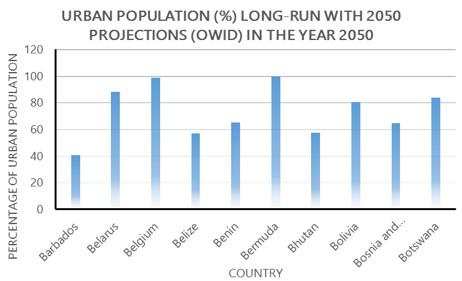 URBAN POPULATION (%) LONG-RUN WITH 2050
PROJECTIONS (OWID) IN THE YEAR 2050
PERCENTAGE OF URBAN POPULATION
120
100
80
60
40
20
0
Barbados
Belarus
Belgium
Belize
Benin
Bermuda
Bhutan
Bolivia
Bosnia and...
Botswana
COUNTRY